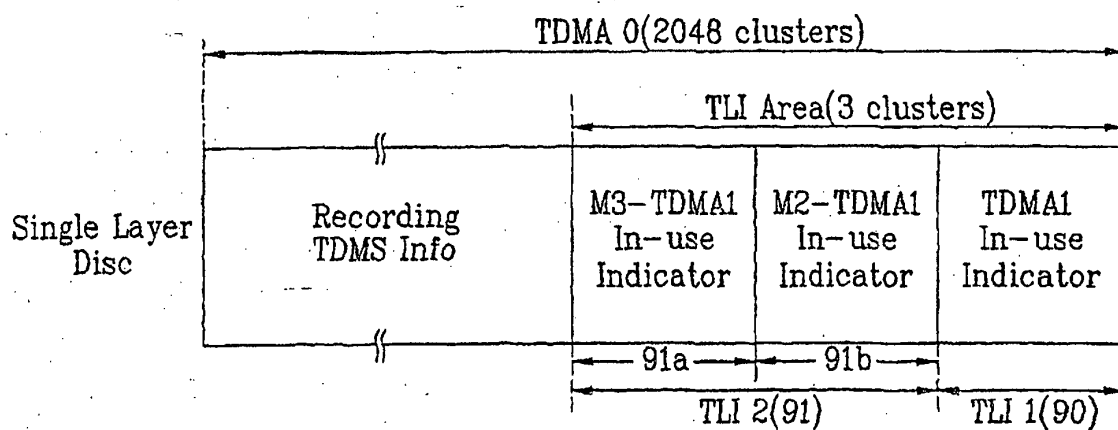 TDMA 0(2048 clusters)
TLI Area(3 clusters)
Single Layer
Disc
Recording
TDMS Info
M3-TDMA1
In-use
Indicator
M2-TDMA1
In-use
Indicator
TDMA1
In-use
Indicator
91a
91b
TLI 2(91)
TLI 1(90)